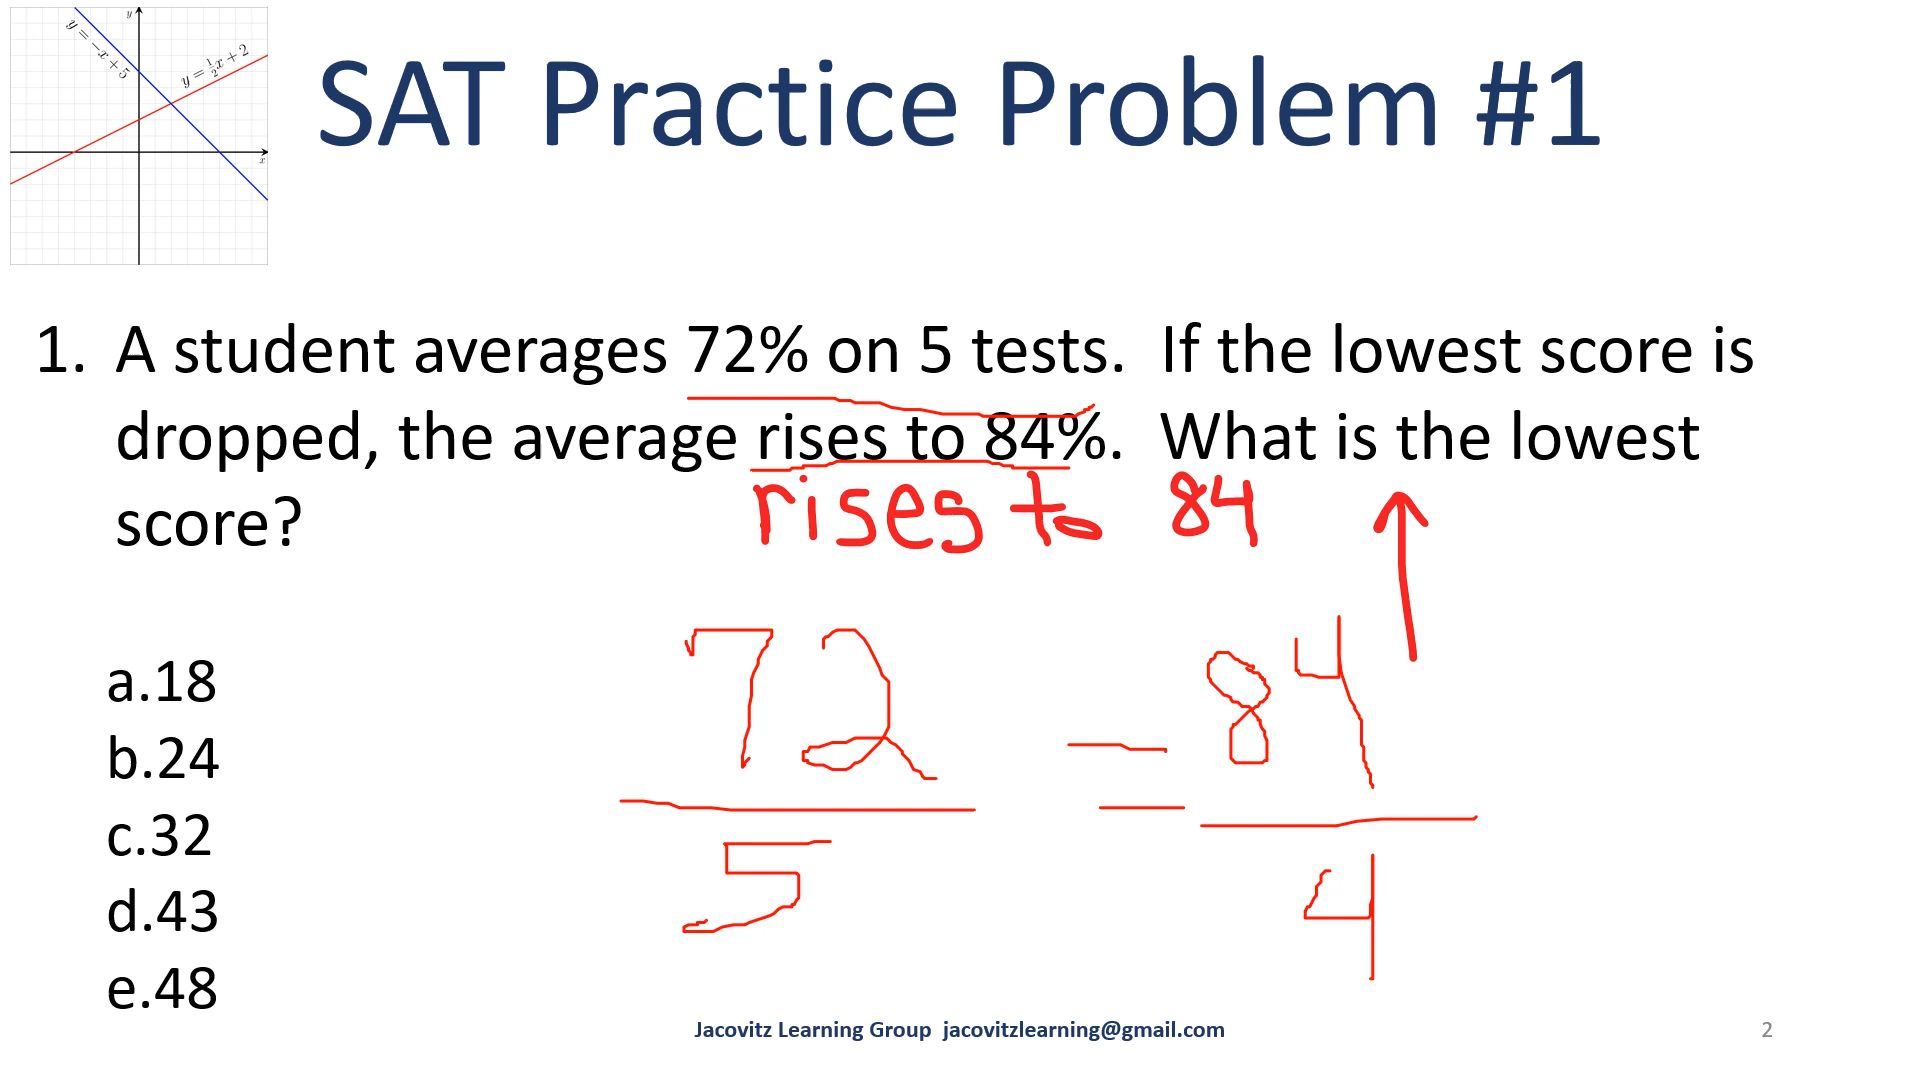 y = −x + 5
y = ½x + 2
y
x
SAT Practice Problem #1
1. A student averages 72% on 5 tests. If the lowest score is
dropped, the average rises to 84%. What is the lowest
score?
rises to 84
a.18
b.24
c.32
d.43
e.48
72 = 84
5 4
Jacovitz Learning Group jacovitzlearning@gmail.com
2